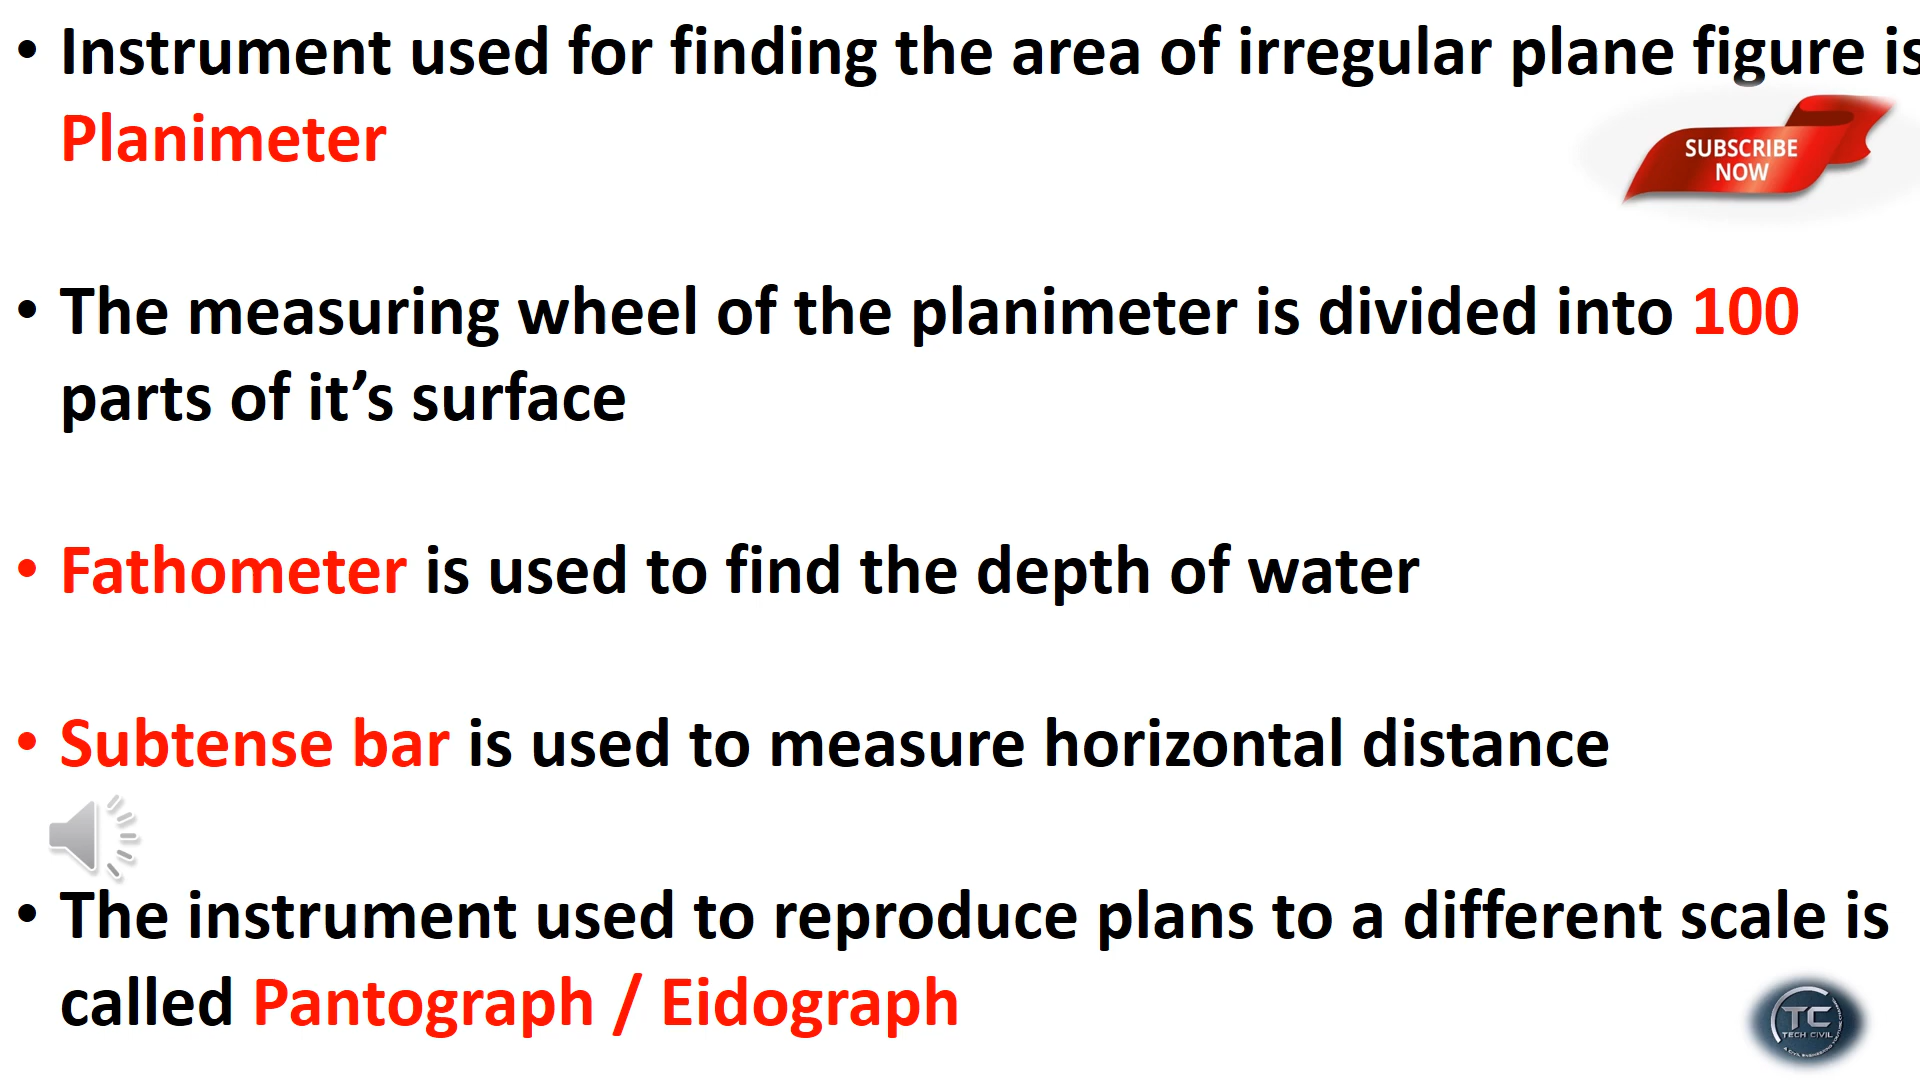 • Instrument used for finding the area of irregular plane figure is
Planimeter
SUBSCRIBE
NOW
• The measuring wheel of the planimeter is divided into 100
parts of it’s surface
• Fathometer is used to find the depth of water
• Subtense bar is used to measure horizontal distance
• The instrument used to reproduce plans to a different scale is
called Pantograph / Eidograph
TC
TECH CIVIL